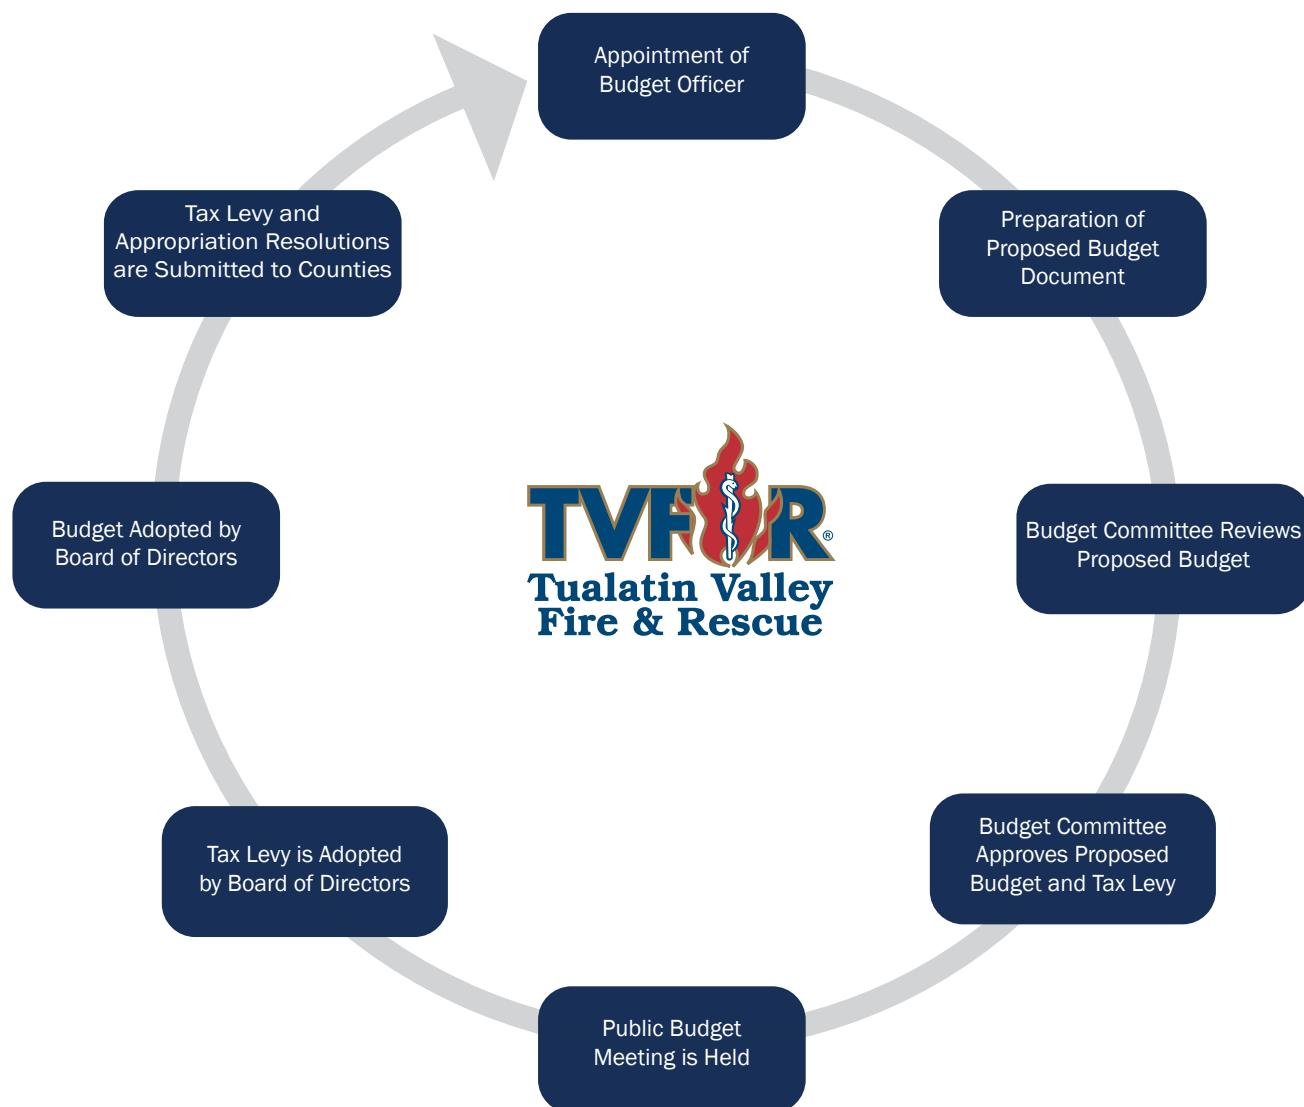 Appointment of
Budget Officer
Preparation of
Proposed Budget
Document
Budget Committee Reviews
Proposed Budget
Budget Committee
Approves Proposed
Budget and Tax Levy
Public Budget
Meeting is Held
Tax Levy is Adopted
by Board of Directors
Budget Adopted by
Board of Directors
Tax Levy and
Appropriation Resolutions
are Submitted to Counties
TVF&R®
Tualatin Valley
Fire & Rescue